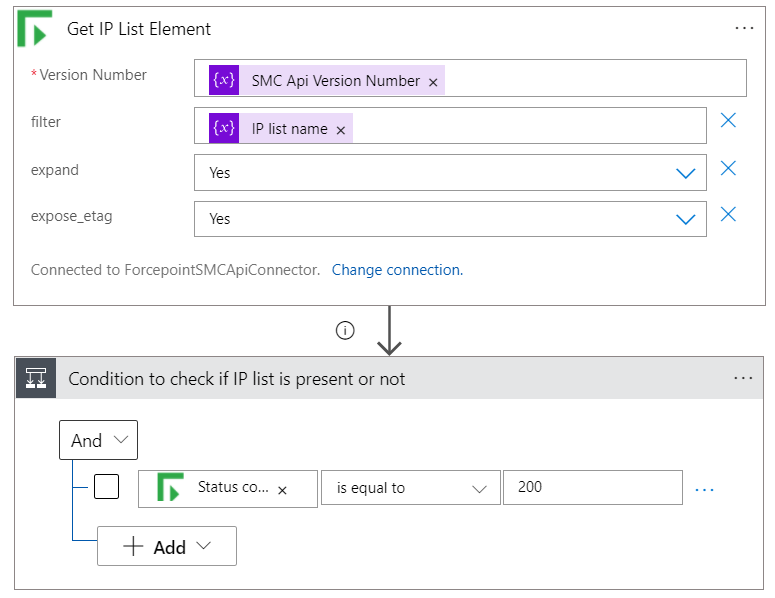 Get IP List Element
...
* Version Number
{x} SMC Api Version Number ×
filter
{x} IP list name ×
expand
Yes
expose_etag
Yes
Connected to ForcepointSMCApiConnector. Change connection.
i
Condition to check if IP list is present or not
...
And
Status co... × is equal to 200 ...
+ Add